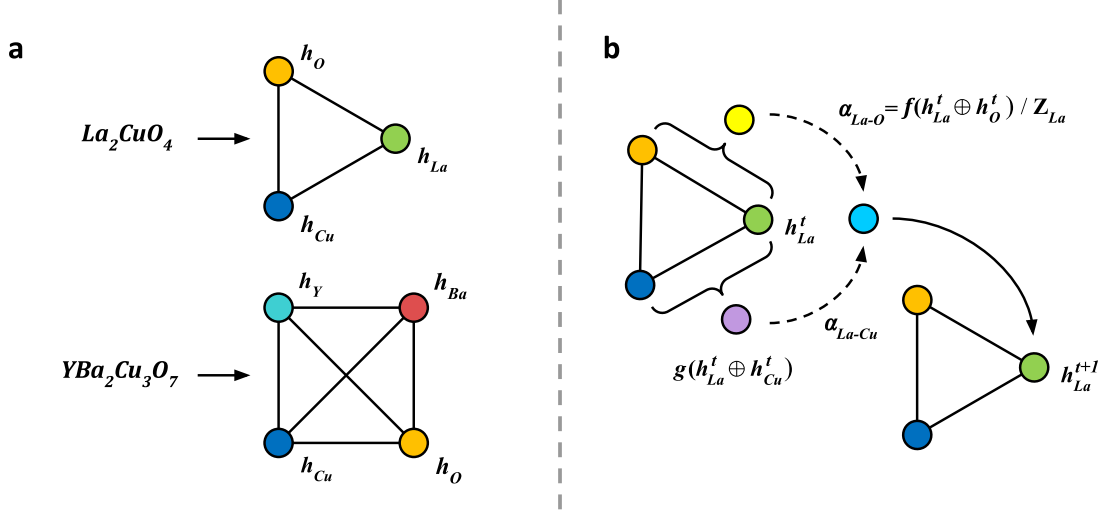 a
h_O
La_2CuO_4
h_La
h_Cu
h_Y
h_Ba
YBa_2Cu_3O_7
h_Cu
h_O
b
α_La-O = f(h^t_La ⊕ h^t_O) / Z_La
h^t_La
α_La-Cu
g(h^t_La ⊕ h^t_Cu)
h^t+1_La